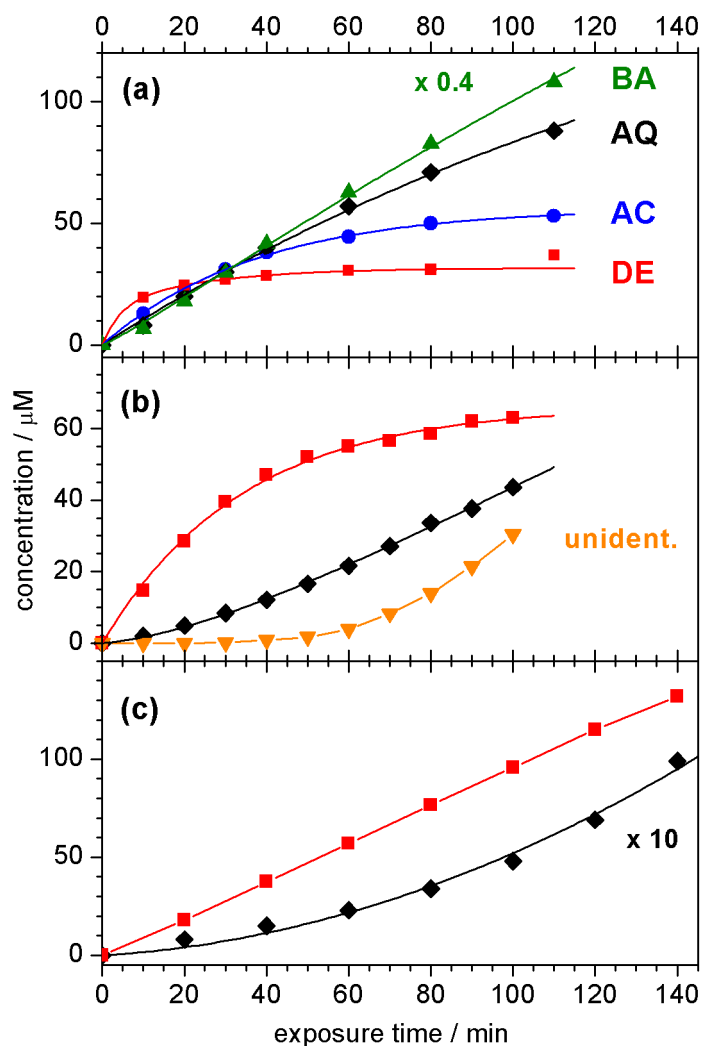 0 20 40 60 80 100 120 140
(a)
x 0.4
BA
AQ
AC
DE
100
50
0
(b)
60
40
20
0
unident.
concentration / μM
(c)
100
50
0
x 10
0 20 40 60 80 100 120 140
exposure time / min